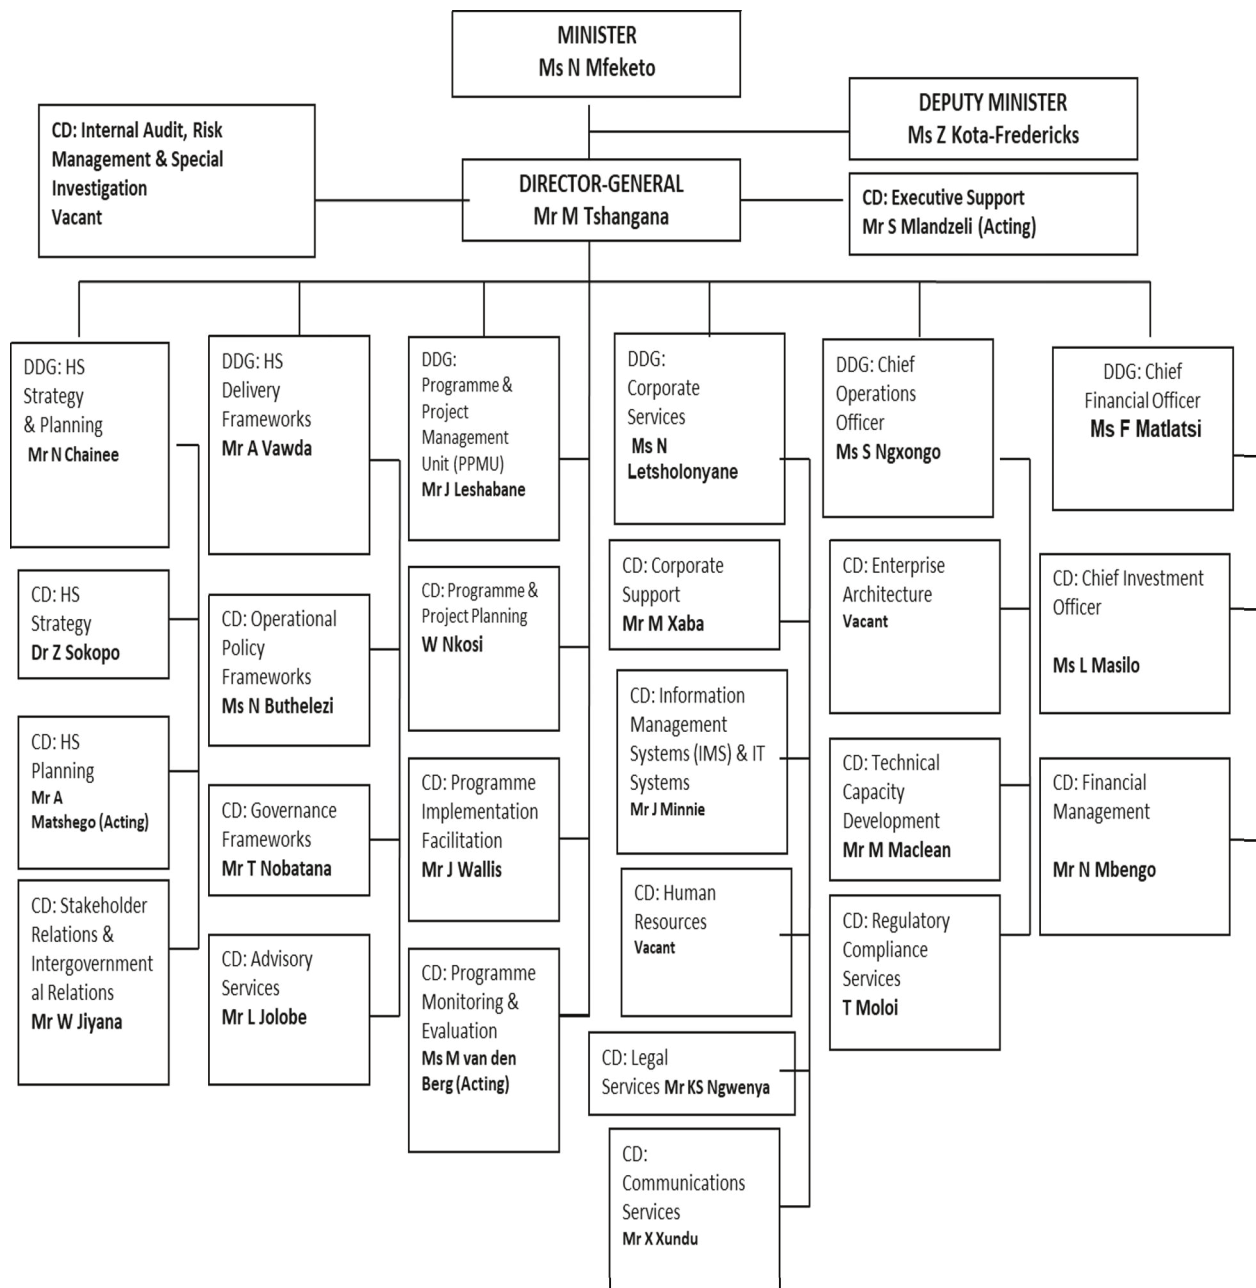 MINISTER
Ms N Mfeketo
DEPUTY MINISTER
Ms Z Kota-Fredericks
CD: Internal Audit, Risk
Management & Special
Investigation
Vacant
DIRECTOR-GENERAL
Mr M Tshangana
CD: Executive Support
Mr S Mlandzeli (Acting)
DDG: HS
Strategy
& Planning
Mr N Chainee
CD: HS
Strategy
Dr Z Sokopo
CD: HS
Planning
Mr A
Matshego (Acting)
CD: Stakeholder
Relations &
Intergovernment
al Relations
Mr W Jiyana
DDG: HS
Delivery
Frameworks
Mr A Vawda
CD: Operational
Policy
Frameworks
Ms N Buthelezi
CD: Governance
Frameworks
Mr T Nobatana
CD: Advisory
Services
Mr L Jolobe
DDG:
Programme &
Project
Management
Unit (PPMU)
Mr J Leshabane
CD: Programme &
Project Planning
W Nkosi
CD: Programme
Implementation
Facilitation
Mr J Wallis
CD: Programme
Monitoring &
Evaluation
Ms M van den
Berg (Acting)
DDG:
Corporate
Services
Ms N
Letsholonyane
CD: Corporate
Support
Mr M Xaba
CD: Information
Management
Systems (IMS) & IT
Systems
Mr J Minnie
CD: Human
Resources
Vacant
CD: Legal
Services Mr KS Ngwenya
CD:
Communications
Services
Mr X Xundu
DDG: Chief
Operations
Officer
Ms S Ngxongo
CD: Enterprise
Architecture
Vacant
CD: Technical
Capacity
Development
Mr M Maclean
CD: Regulatory
Compliance
Services
T Moloi
DDG: Chief
Financial Officer
Ms F Matlatsi
CD: Chief Investment
Officer
Ms L Masilo
CD: Financial
Management
Mr N Mbengo